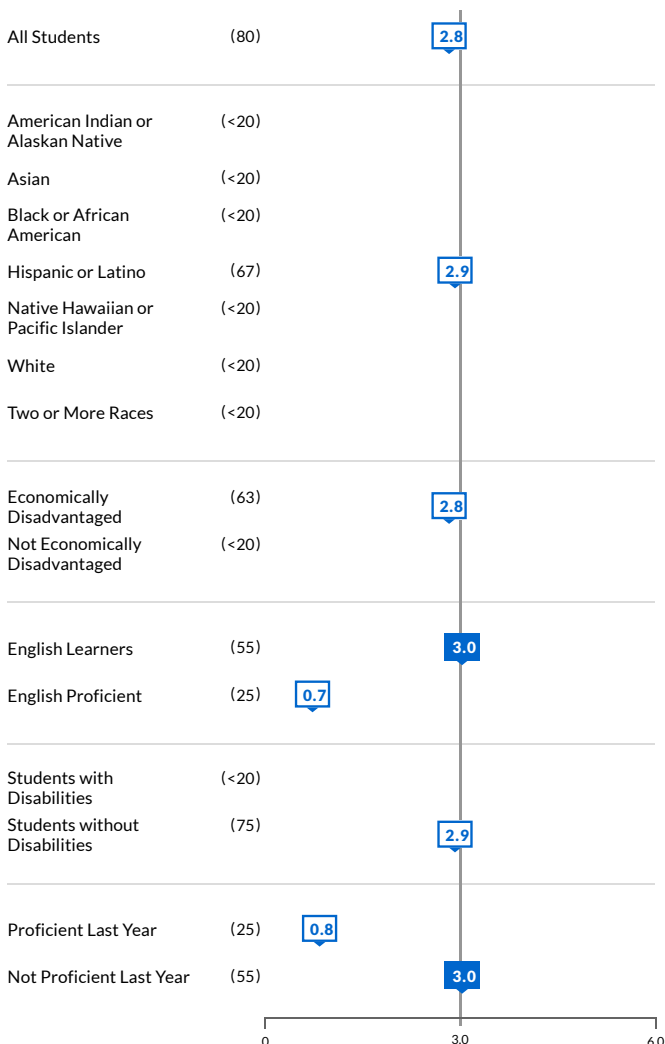 All Students (80) 2.8
American Indian or (<20)
Alaskan Native
Asian (<20)
Black or African (<20)
American
Hispanic or Latino (67) 2.9
Native Hawaiian or (<20)
Pacific Islander
White (<20)
Two or More Races (<20)
Economically (63) 2.8
Disadvantaged
Not Economically (<20)
Disadvantaged
English Learners (55) 3.0
English Proficient (25) 0.7
Students with (<20)
Disabilities
Students without (75) 2.9
Disabilities
Proficient Last Year (25) 0.8
Not Proficient Last Year (55) 3.0
0 3.0 6.0